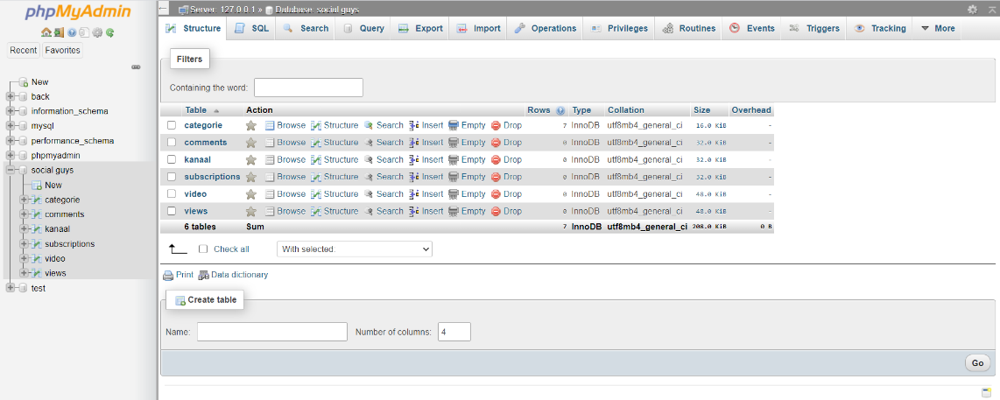 phpMyAdmin
Recent Favorites
New
back
information_schema
mysql
performance_schema
phpmyadmin
social guys
New
categorie
comments
kanaal
subscriptions
video
views
test
Server: 127.0.0.1 » Database: social guys
Structure SQL Search Query Export Import Operations Privileges Routines Events Triggers Tracking More
Filters
Containing the word:
Table Action Rows Type Collation Size Overhead
categorie Browse Structure Search Insert Empty Drop 7 InnoDB utf8mb4_general_ci 16.0 KiB -
comments Browse Structure Search Insert Empty Drop 0 InnoDB utf8mb4_general_ci 32.0 KiB -
kanaal Browse Structure Search Insert Empty Drop 0 InnoDB utf8mb4_general_ci 32.0 KiB -
subscriptions Browse Structure Search Insert Empty Drop 0 InnoDB utf8mb4_general_ci 32.0 KiB -
video Browse Structure Search Insert Empty Drop 0 InnoDB utf8mb4_general_ci 48.0 KiB -
views Browse Structure Search Insert Empty Drop 0 InnoDB utf8mb4_general_ci 48.0 KiB -
6 tables Sum 7 InnoDB utf8mb4_general_ci 208.0 KiB 0 B
Check all With selected:
Print Data dictionary
Create table
Name: Number of columns: 4
Go